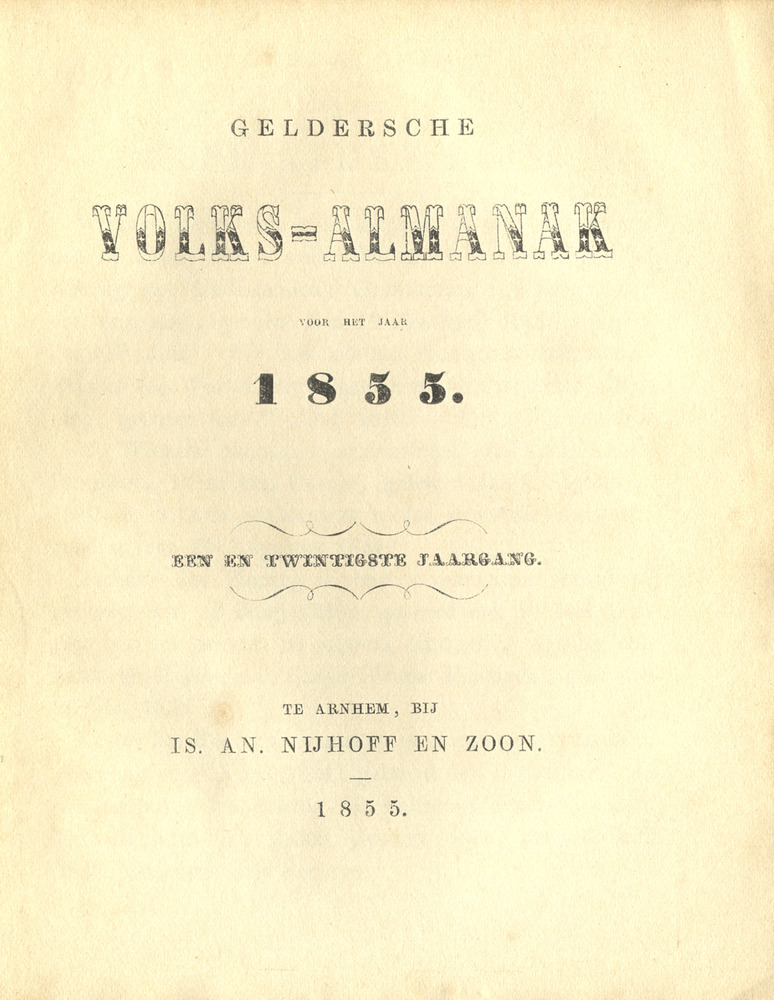 GELDERSCHE
VOLKS-ALMANAK
VOOR HET JAAR
1855.
EEN EN TWINTIGSTE JAARGANG.
TE ARNHEM, BIJ
IS. AN. NIJHOFF EN ZOON.
1855.